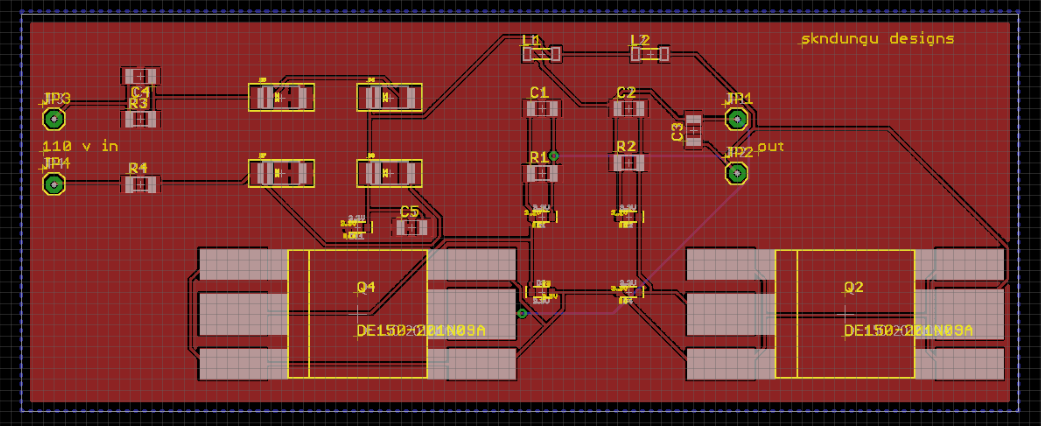 L1
L2
skndungu designs
JP3
C4
R3
C1
C2
C3
JP1
110 v in
JP4
R4
R1
R2
out
JP2
C5
Q4
Q2
DE150-201N09A
DE150-201N09A